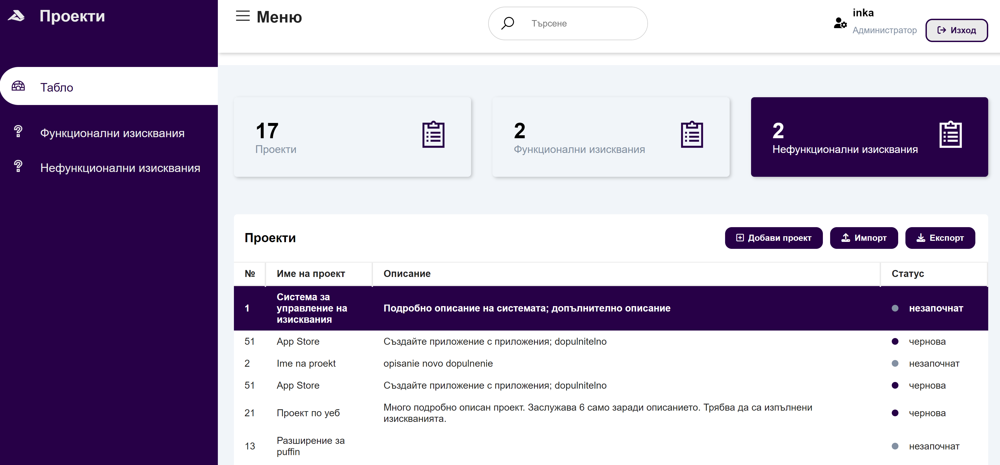 Проекти
Меню
Търсене
inka
Администратор
Изход
Табло
Функционални изисквания
Нефункционални изисквания
17
Проекти
2
Функционални изисквания
2
Нефункционални изисквания
Проекти
Добави проект
Импорт
Експорт
№ Име на проект Описание Статус
Система за
управление на
изисквания
1 Подробно описание на системата; допълнително описание незапочнат
51 App Store Създайте приложение с приложения; dopulnitelno чернова
2 Ime na proekt opisanie novo dopulnenie незапочнат
51 App Store Създайте приложение с приложения; dopulnitelno чернова
21 Проект по уеб Много подробно описан проект. Заслужава 6 само заради описанието. Трябва да са изпълнени
изискванията.
чернова
13 Разширение за
puffin
незапочнат